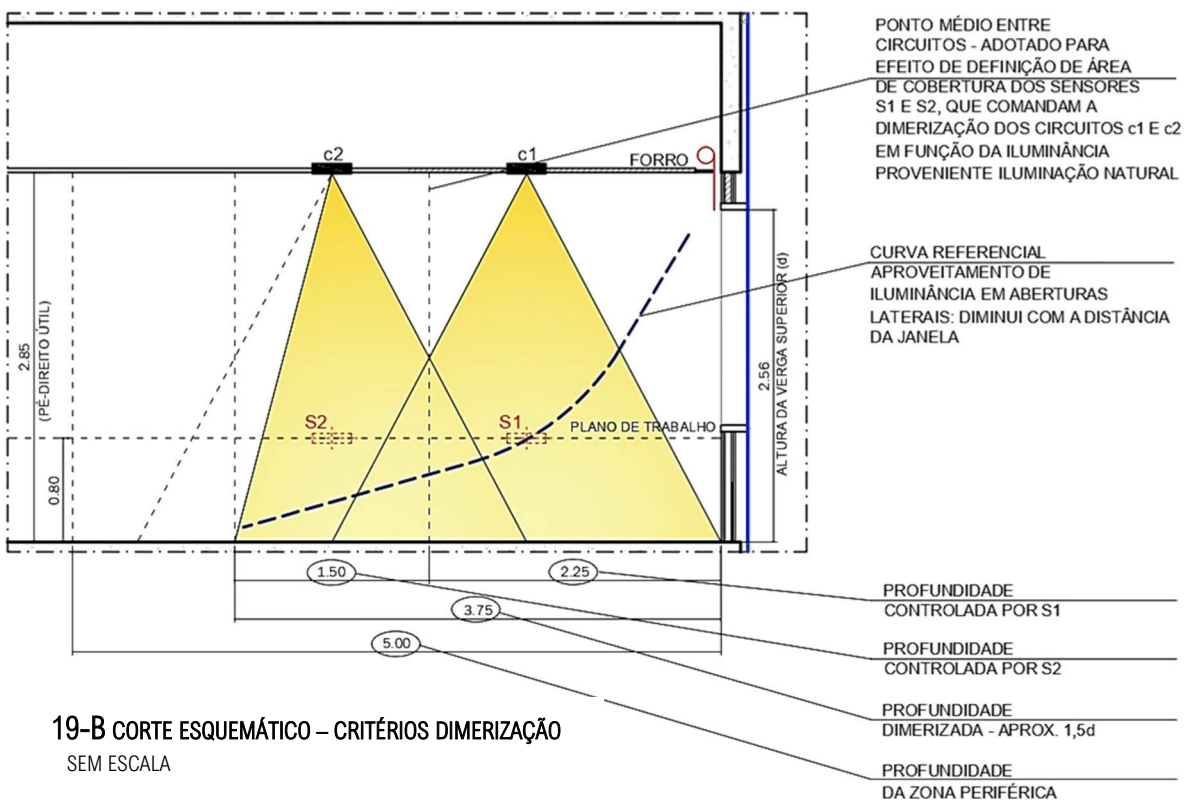 PONTO MÉDIO ENTRE
CIRCUITOS - ADOTADO PARA
EFEITO DE DEFINIÇÃO DE ÁREA
DE COBERTURA DOS SENSORES
S1 E S2, QUE COMANDAM A
DIMERIZAÇÃO DOS CIRCUITOS c1 E c2
EM FUNÇÃO DA ILUMINÂNCIA
PROVENIENTE ILUMINAÇÃO NATURAL
c2
c1
FORRO
CURVA REFERENCIAL
APROVEITAMENTO DE
ILUMINÂNCIA EM ABERTURAS
LATERAIS: DIMINUI COM A DISTÂNCIA
DA JANELA
2.85
(PÉ-DIREITO ÚTIL)
2.56
ALTURA DA VERGA SUPERIOR (d)
S2
S1
PLANO DE TRABALHO
0.80
1.50
2.25
3.75
5.00
PROFUNDIDADE
CONTROLADA POR S1
PROFUNDIDADE
CONTROLADA POR S2
PROFUNDIDADE
DIMERIZADA - APROX. 1,5d
PROFUNDIDADE
DA ZONA PERIFÉRICA
19-B CORTE ESQUEMÁTICO – CRITÉRIOS DIMERIZAÇÃO
SEM ESCALA